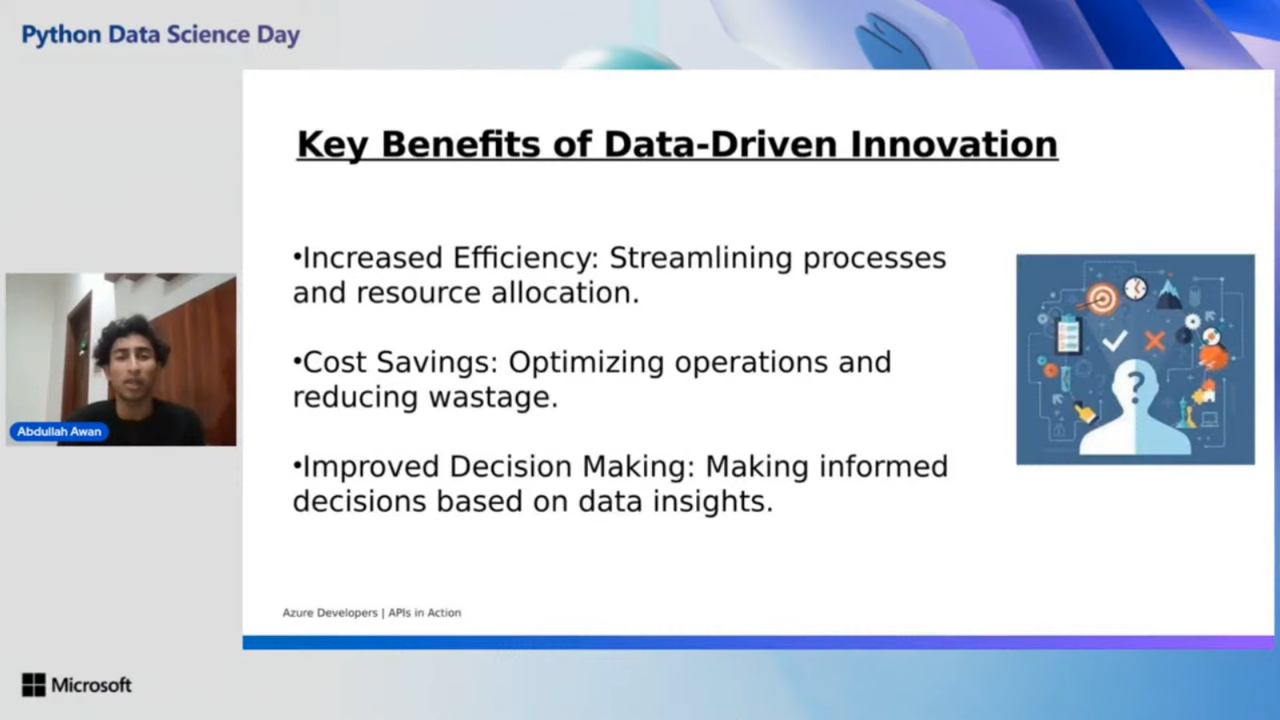 Python Data Science Day
Key Benefits of Data-Driven Innovation
•Increased Efficiency: Streamlining processes
and resource allocation.
•Cost Savings: Optimizing operations and
reducing wastage.
•Improved Decision Making: Making informed
decisions based on data insights.
?
Abdullah Awan
Azure Developers | APIs in Action
Microsoft